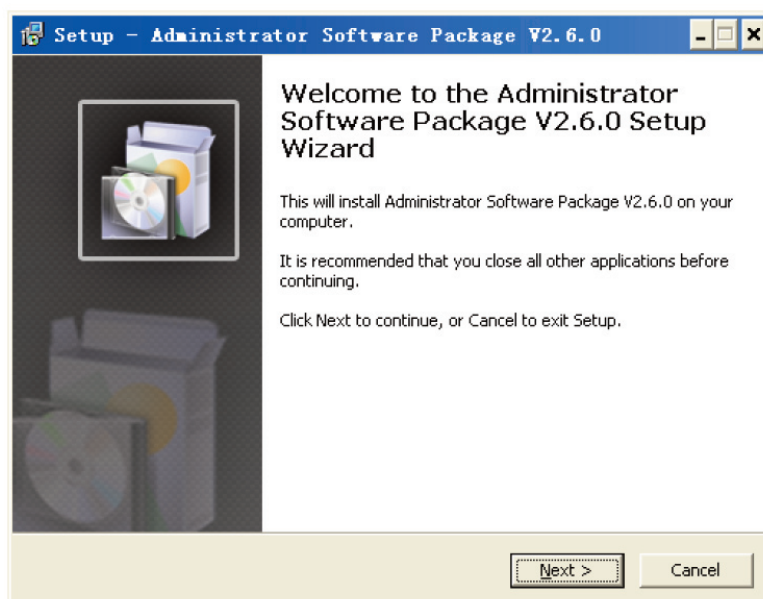 Setup - Administrator Software Package V2.6.0
Welcome to the Administrator
Software Package V2.6.0 Setup
Wizard
This will install Administrator Software Package V2.6.0 on your
computer.
It is recommended that you close all other applications before
continuing.
Click Next to continue, or Cancel to exit Setup.
Next >
Cancel